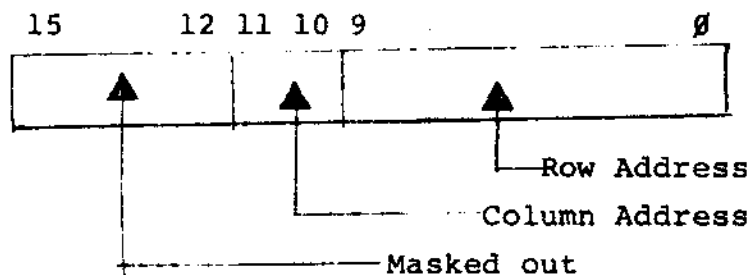 15 12 11 10 9 Ø
Row Address
Column Address
Masked out